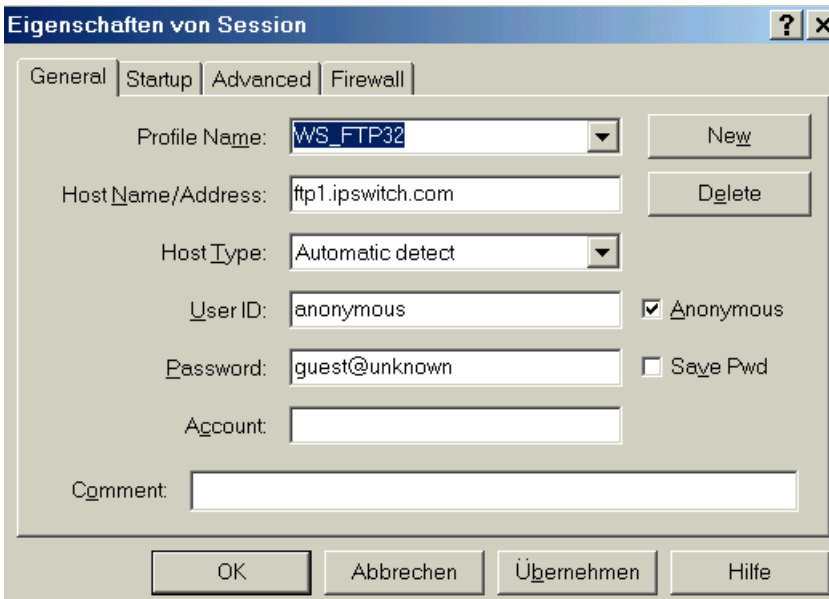 Eigenschaften von Session
General Startup Advanced Firewall
Profile Name: WS_FTP32 New
Host Name/Address: ftp1.ipswitch.com Delete
Host Type: Automatic detect
User ID: anonymous Anonymous
Password: guest@unknown Save Pwd
Account:
Comment:
OK Abbrechen Übernehmen Hilfe